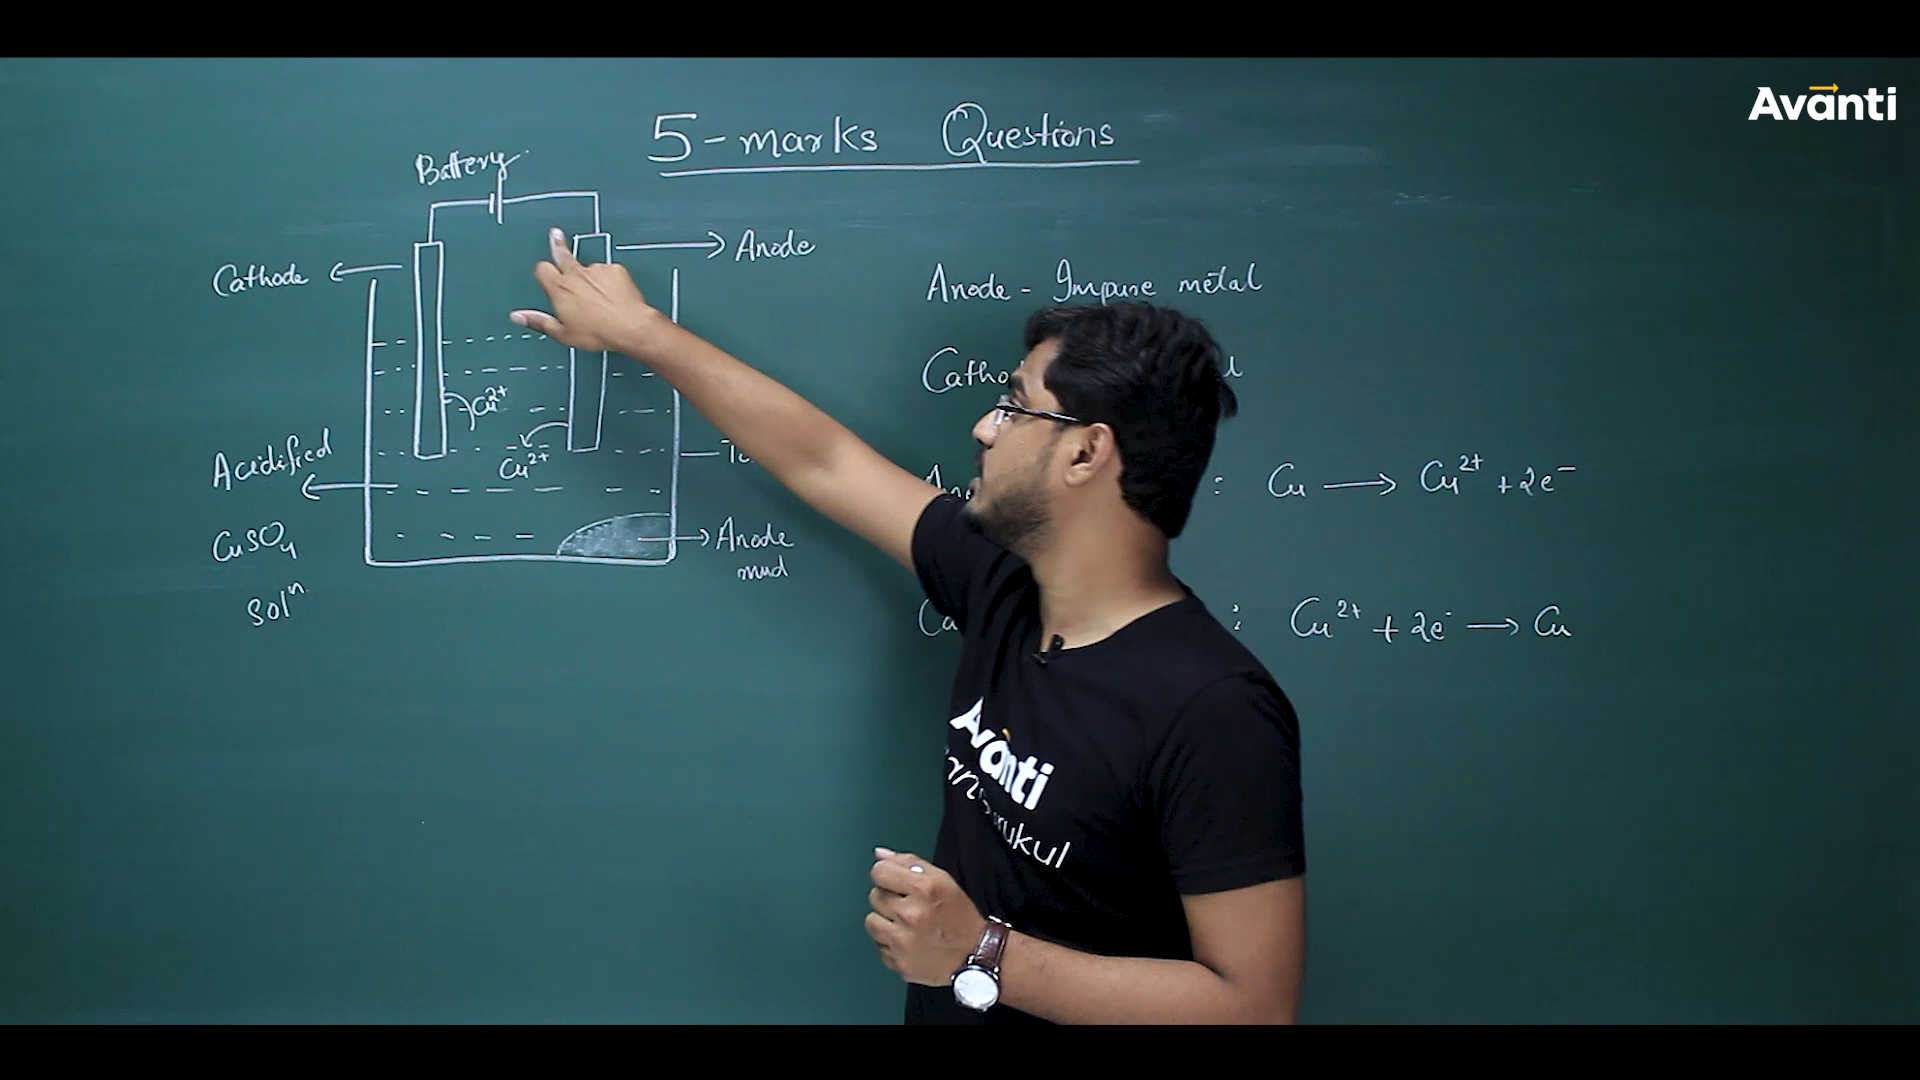 Avanti
5-marks Questions
Battery
Cathode
Anode
Anode - Impure metal
Cu2+
Cu2+
Acidified
CuSO4
Soln
Anode
mud
: Cu → Cu2+ + 2e-
: Cu2+ + 2e- → Cu
Avanti